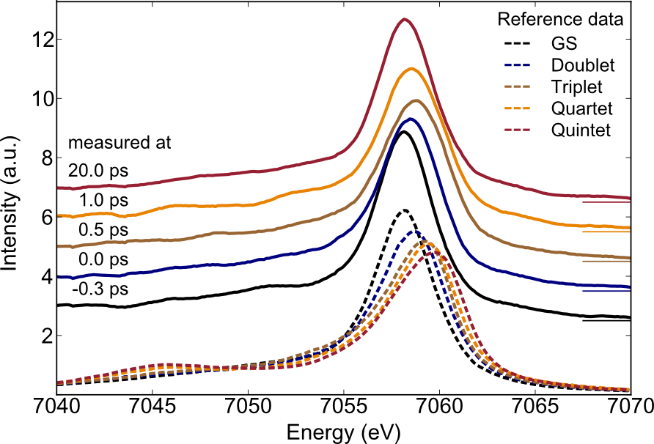 Reference data
GS
Doublet
Triplet
Quartet
Quintet
measured at
20.0 ps
1.0 ps
0.5 ps
0.0 ps
-0.3 ps
12
10
8
6
4
2
Intensity (a.u.)
7040 7045 7050 7055 7060 7065 7070
Energy (eV)